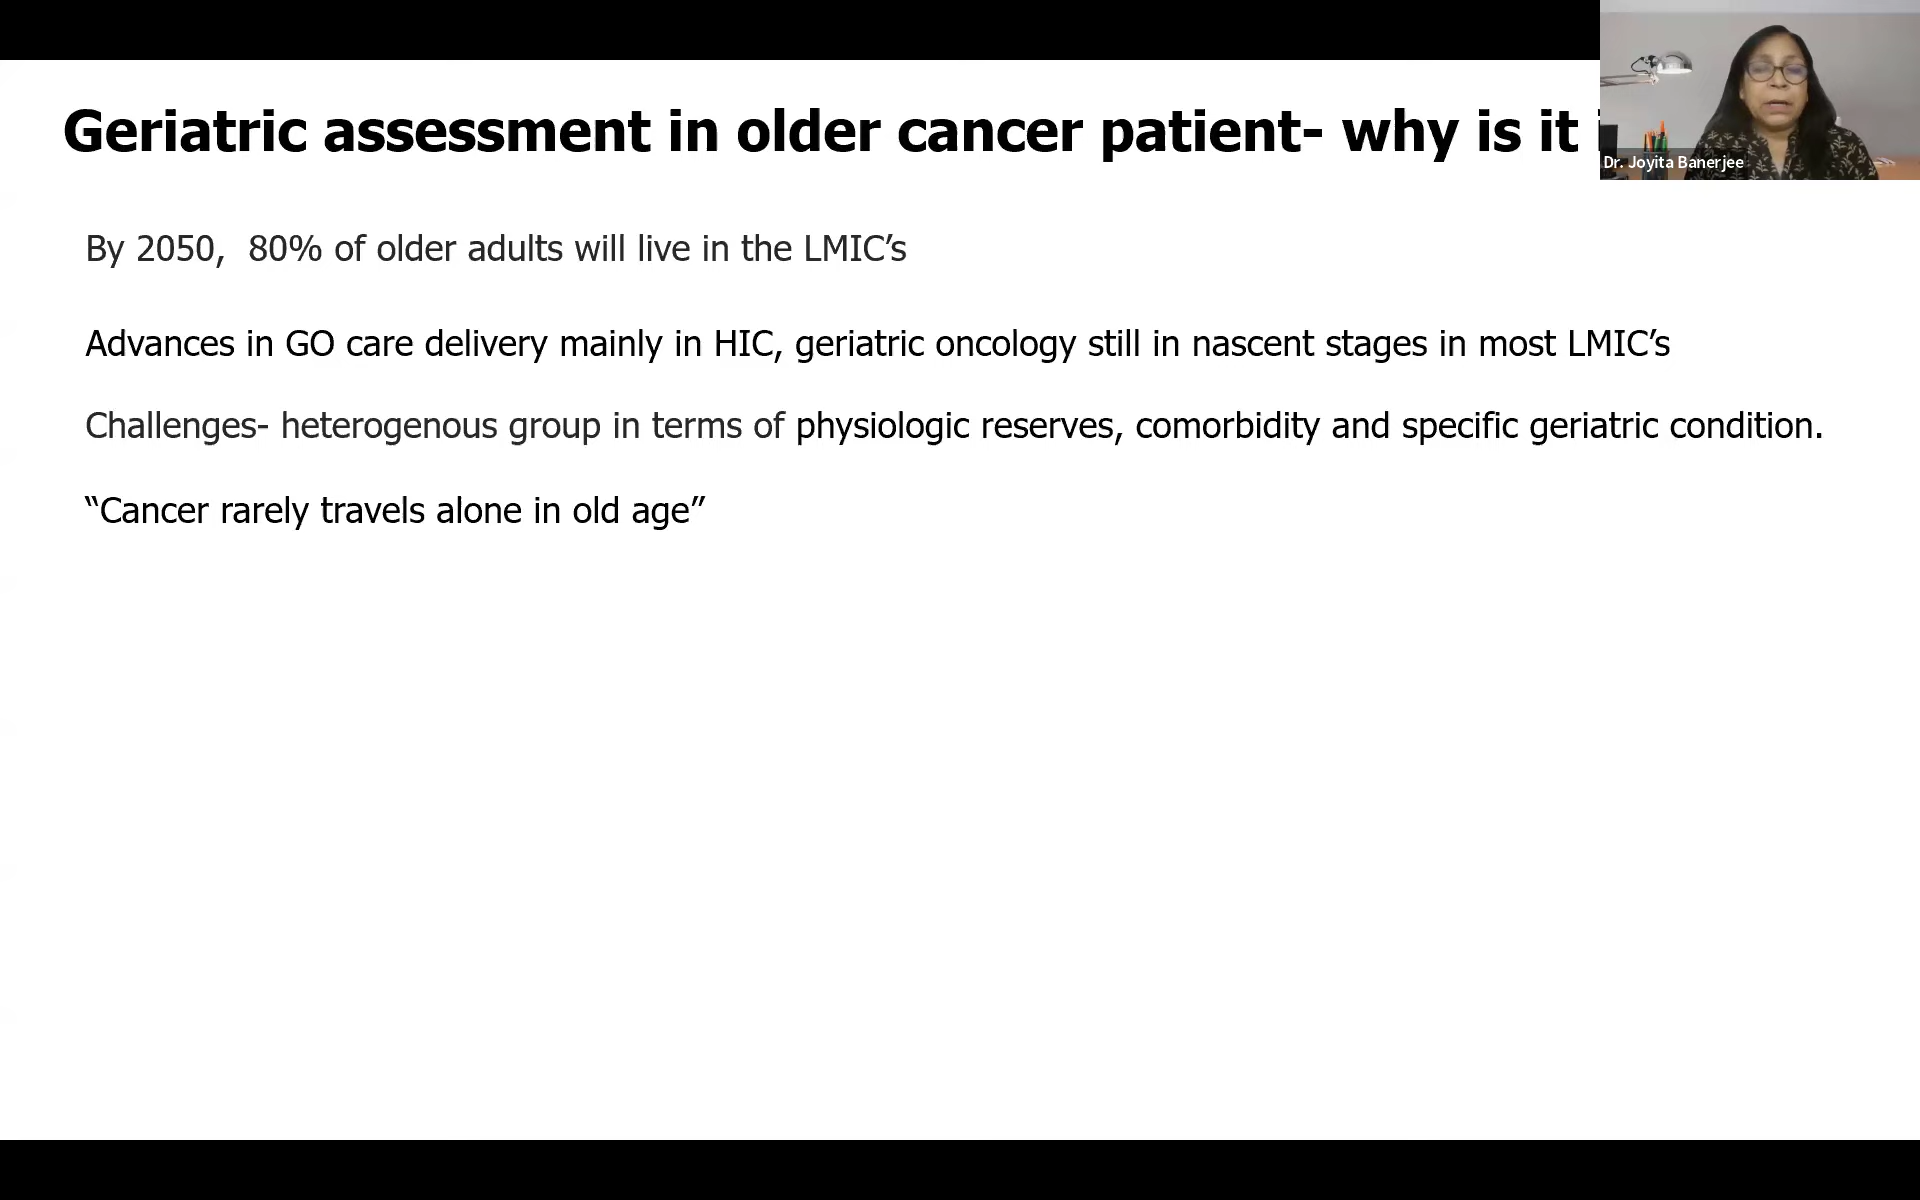 Geriatric assessment in older cancer patient- why is it
Dr. Joyita Banerjee
By 2050, 80% of older adults will live in the LMIC’s
Advances in GO care delivery mainly in HIC, geriatric oncology still in nascent stages in most LMIC’s
Challenges- heterogenous group in terms of physiologic reserves, comorbidity and specific geriatric condition.
“Cancer rarely travels alone in old age”